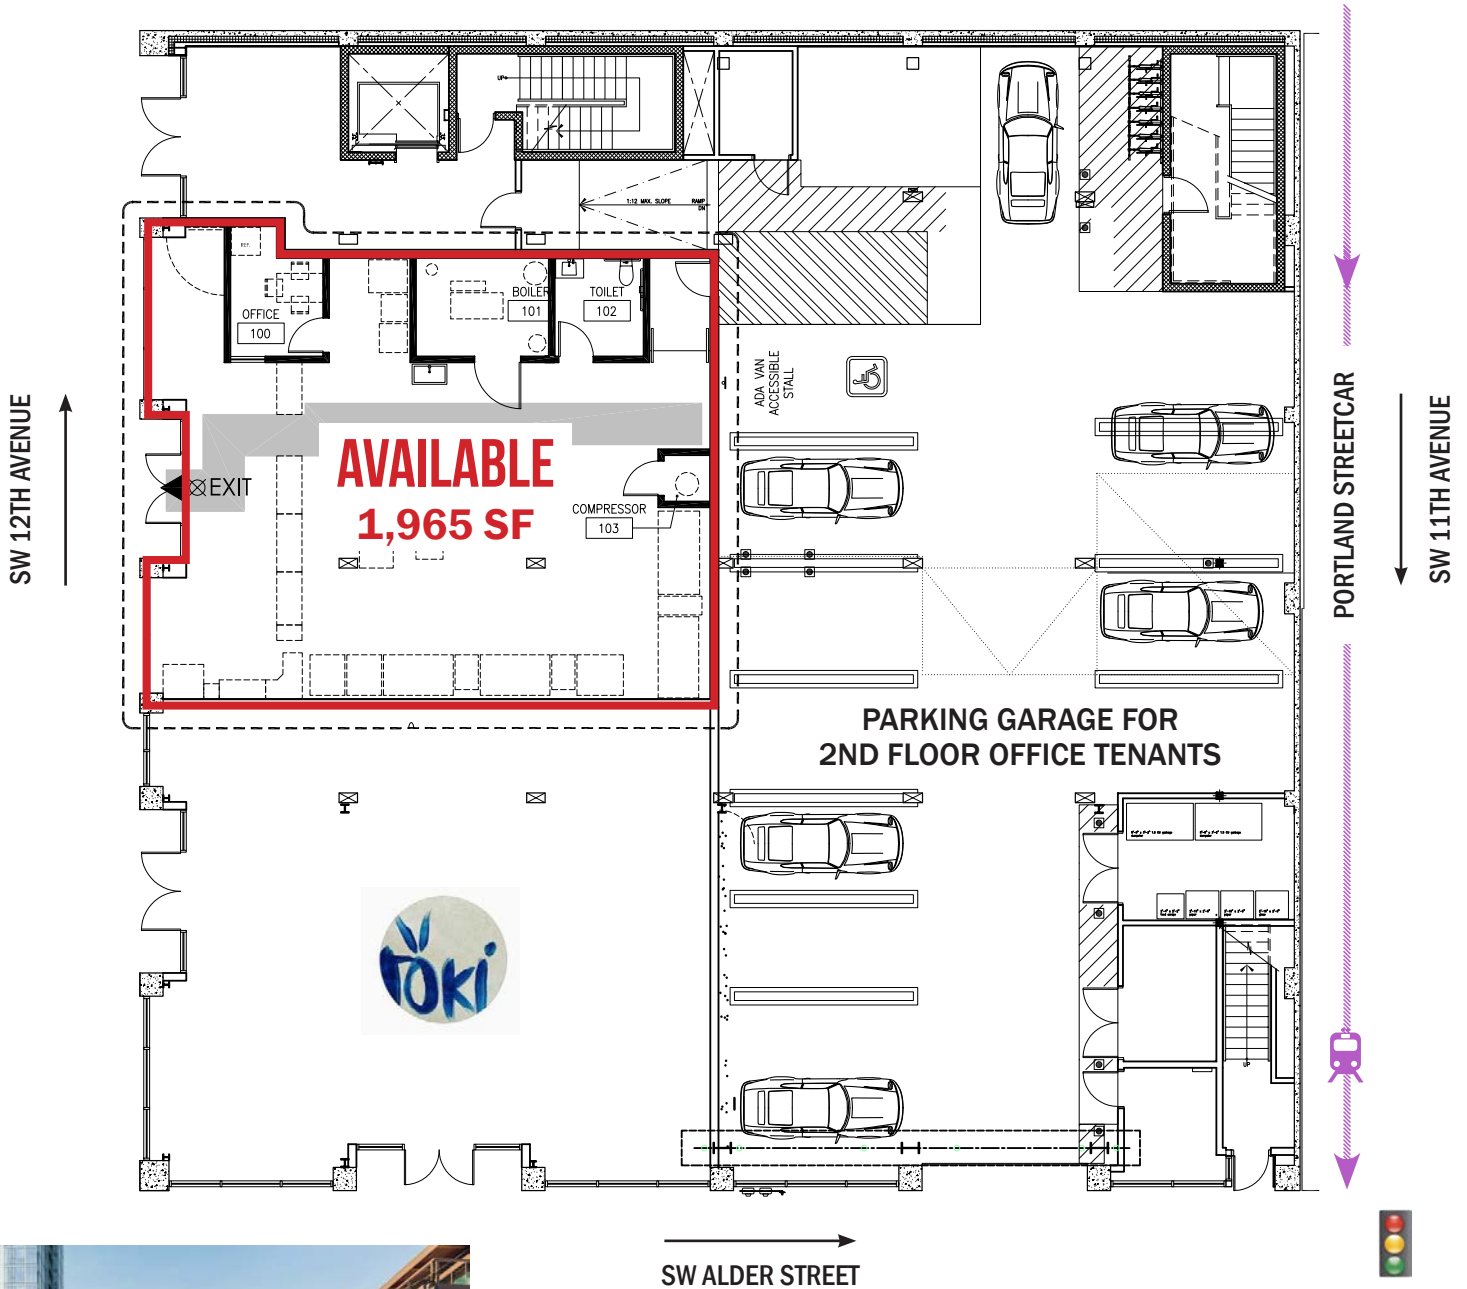 UP
1:12 MAX. SLOPE
RAMP
DN
REF.
OFFICE
100
BOILER
101
TOILET
102
ADA VAN
ACCESSIBLE
STALL
AVAILABLE
1,965 SF
EXIT
COMPRESSOR
103
SW 12TH AVENUE
PORTLAND STREETCAR
SW 11TH AVENUE
PARKING GARAGE FOR
2ND FLOOR OFFICE TENANTS
TOKI
UP
SW ALDER STREET